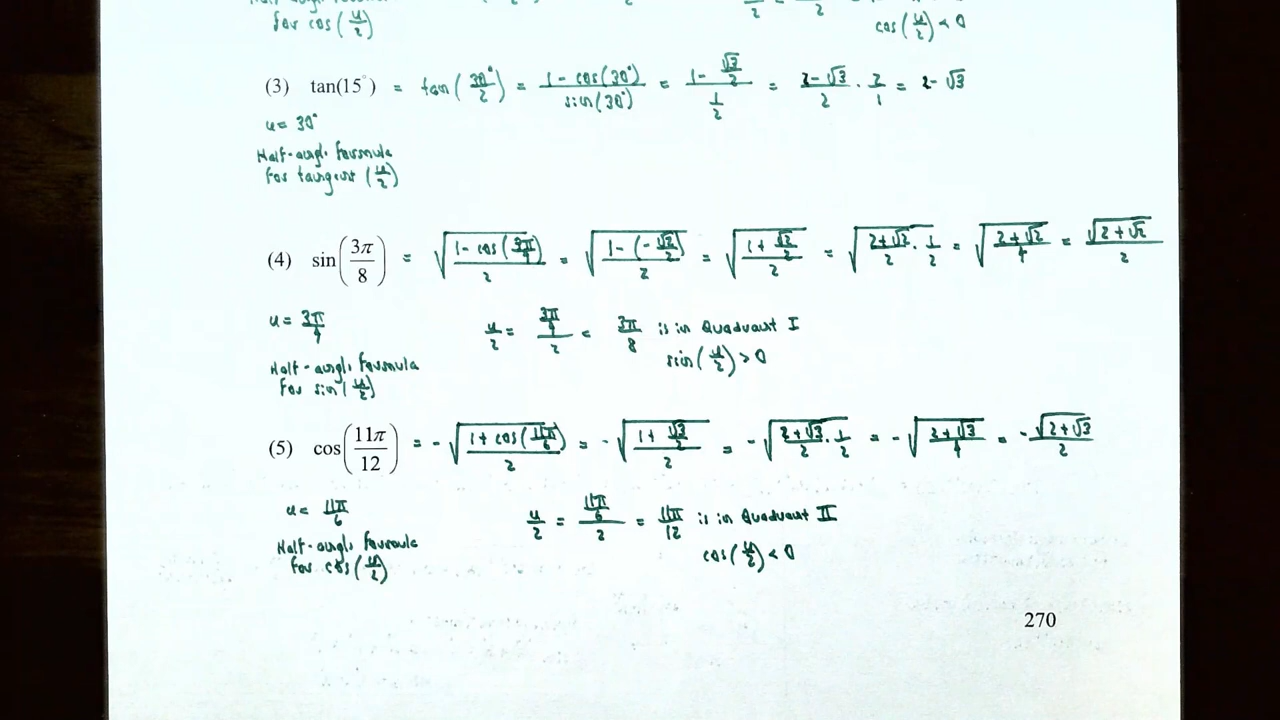 for cos(u/2)
cos(u/2) < 0
(3) tan(15°) = tan(30°/2) = (1 - cos(30°))/sin(30°) = (1 - √3/2)/(1/2) = (2-√3)/2 · 2/1 = 2 - √3
u = 30°
Half-angle formula
for tangent (u/2)
(4) sin(3π/8) = √((1 - cos(3π/4))/2) = √((1 - (-√2/2))/2) = √((1 + √2/2)/2) = √((2+√2)/2 · 1/2) = √((2+√2)/4) = √(2+√2)/2
u = 3π/4
u/2 = (3π/4)/2 = 3π/8 is in Quadrant I
sin(u/2) > 0
Half-angle formula
for sin(u/2)
(5) cos(11π/12) = -√((1 + cos(11π/6))/2) = -√((1 + √3/2)/2) = -√((2+√3)/2 · 1/2) = -√((2+√3)/4) = -√(2+√3)/2
u = 11π/6
u/2 = (11π/6)/2 = 11π/12 is in Quadrant II
cos(u/2) < 0
Half-angle formula
for cos(u/2)
270